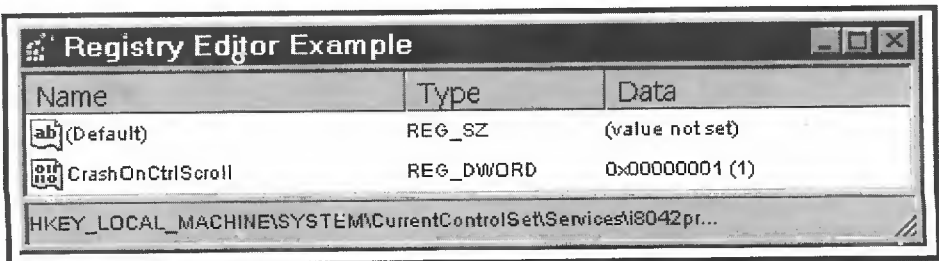 Registry Editor Example
Name Type Data
(Default) REG_SZ (value not set)
CrashOnCtrlScroll REG_DWORD 0x00000001 (1)
HKEY_LOCAL_MACHINE\SYSTEM\CurrentControlSet\Services\i8042pr...